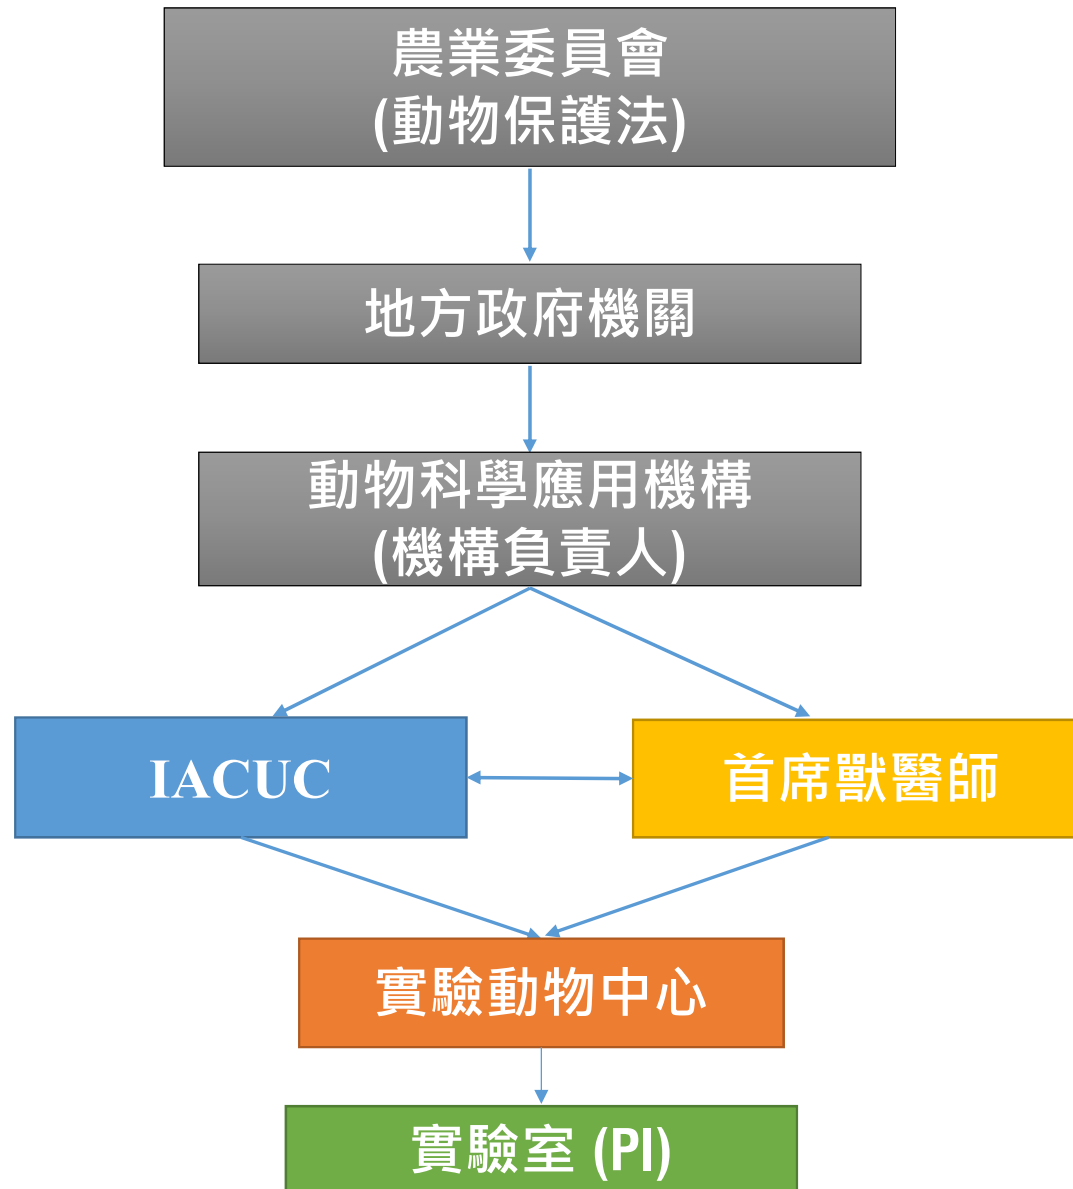 農業委員會
(動物保護法)
地方政府機關
動物科學應用機構
(機構負責人)
IACUC
首席獸醫師
實驗動物中心
實驗室 (PI)